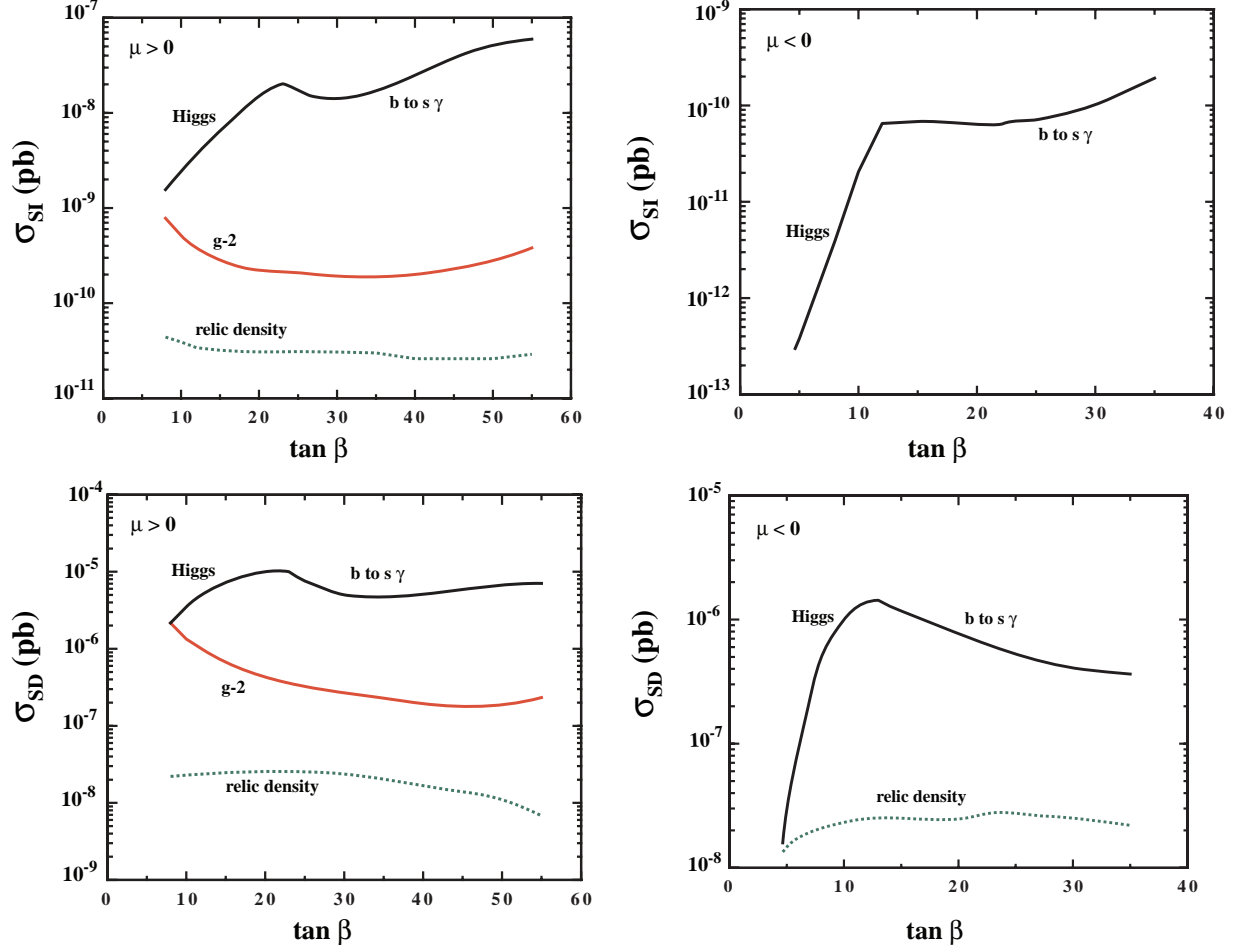 10⁻⁷
μ > 0
10⁻⁸
Higgs
b to s γ
10⁻⁹
g-2
10⁻¹⁰
relic density
10⁻¹¹
σ_SI (pb)
0 10 20 30 40 50 60
tan β
10⁻⁹
μ < 0
10⁻¹⁰
b to s γ
10⁻¹¹
Higgs
10⁻¹²
10⁻¹³
σ_SI (pb)
0 10 20 30 40
tan β
10⁻⁴
μ > 0
10⁻⁵
Higgs
b to s γ
10⁻⁶
g-2
10⁻⁷
relic density
10⁻⁸
10⁻⁹
σ_SD (pb)
0 10 20 30 40 50 60
tan β
10⁻⁵
μ < 0
10⁻⁶
Higgs
b to s γ
10⁻⁷
relic density
10⁻⁸
σ_SD (pb)
0 10 20 30 40
tan β